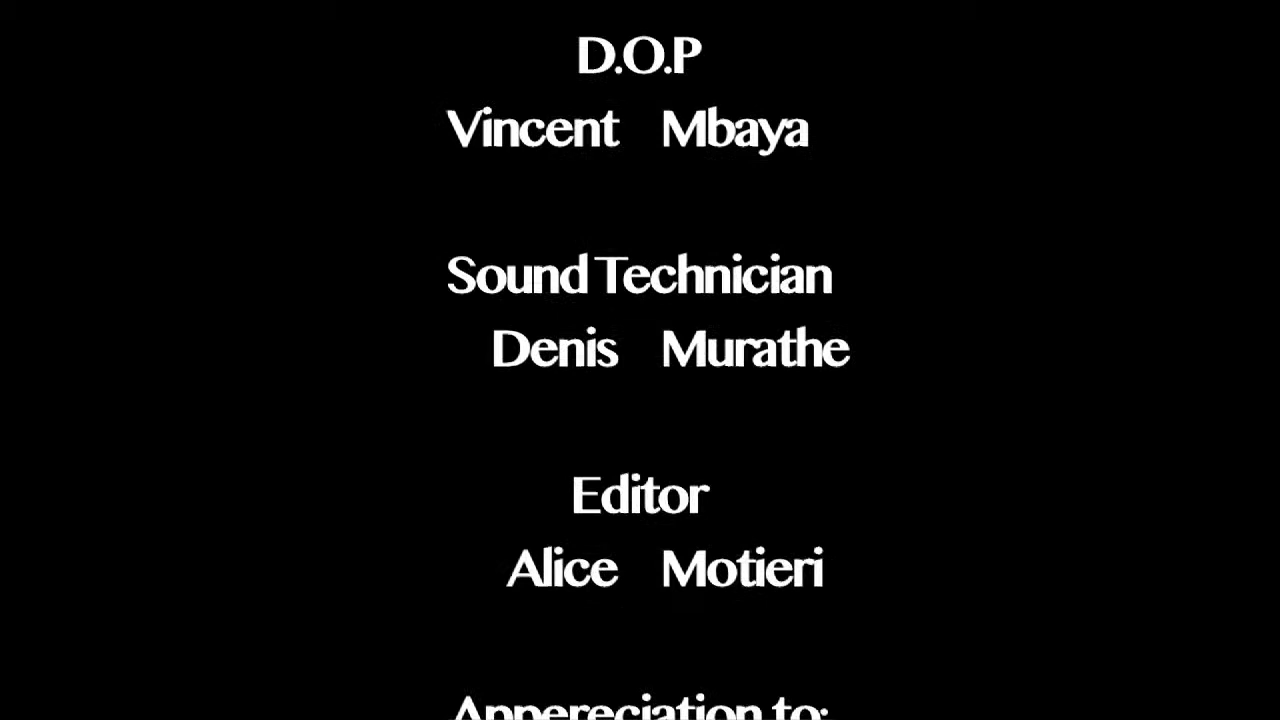 D.O.P
Vincent Mbaya
Sound Technician
Denis Murathe
Editor
Alice Motieri
Appereciation to: